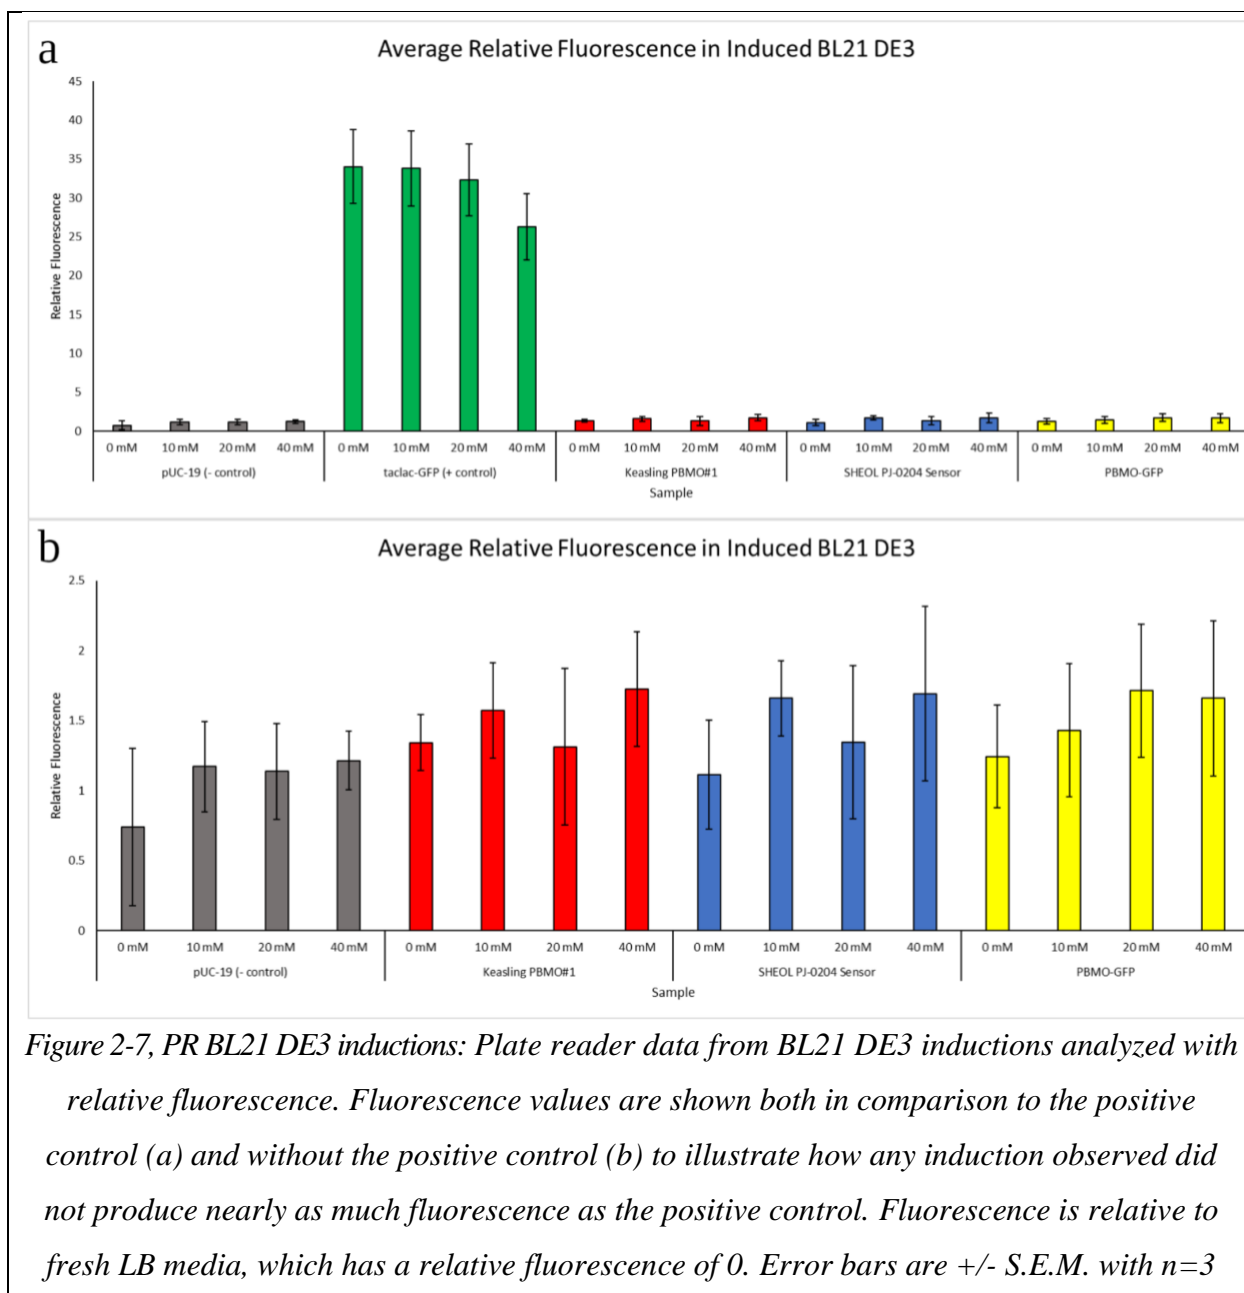 a
Average Relative Fluorescence in Induced BL21 DE3
45
40
35
30
25
20
15
10
5
0
Relative Fluorescence
0 mM 10 mM 20 mM 40 mM 0 mM 10 mM 20 mM 40 mM 0 mM 10 mM 20 mM 40 mM 0 mM 10 mM 20 mM 40 mM 0 mM 10 mM 20 mM 40 mM
pUC-19 (- control) taclac-GFP (+ control) Keasling PBMO#1 SHEOL PJ-0204 Sensor PBMO-GFP
Sample
b
Average Relative Fluorescence in Induced BL21 DE3
2.5
2
1.5
1
0.5
0
Relative Fluorescence
0 mM 10 mM 20 mM 40 mM 0 mM 10 mM 20 mM 40 mM 0 mM 10 mM 20 mM 40 mM 0 mM 10 mM 20 mM 40 mM
pUC-19 (- control) Keasling PBMO#1 SHEOL PJ-0204 Sensor PBMO-GFP
Sample
Figure 2-7, PR BL21 DE3 inductions: Plate reader data from BL21 DE3 inductions analyzed with
relative fluorescence. Fluorescence values are shown both in comparison to the positive
control (a) and without the positive control (b) to illustrate how any induction observed did
not produce nearly as much fluorescence as the positive control. Fluorescence is relative to
fresh LB media, which has a relative fluorescence of 0. Error bars are +/- S.E.M. with n=3